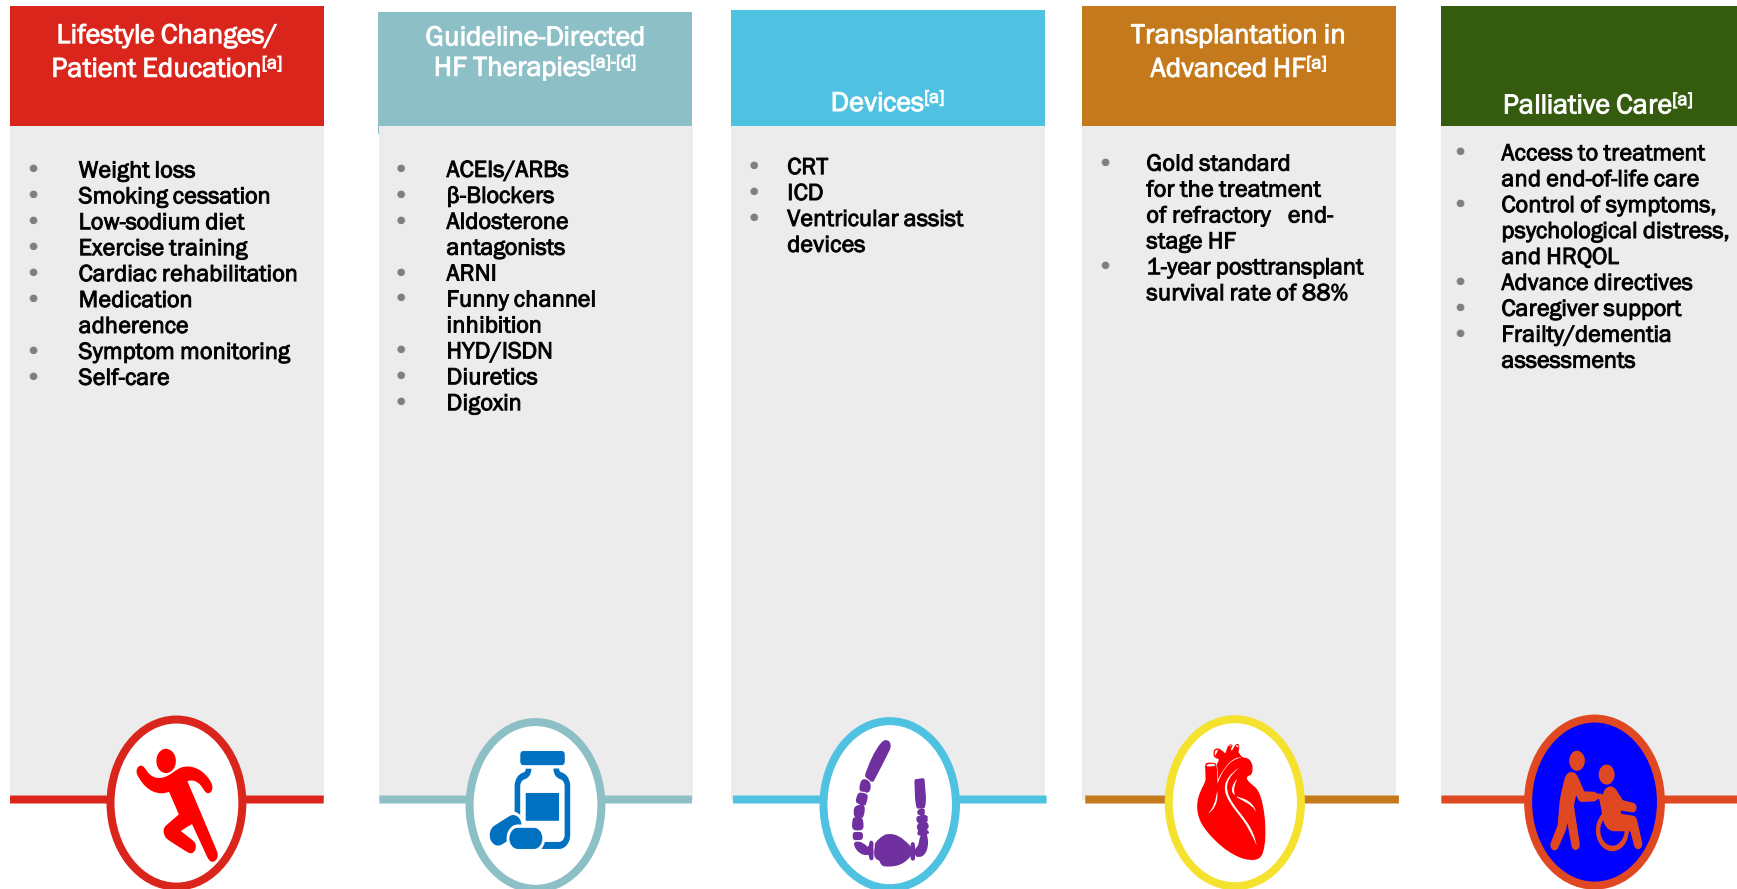 Lifestyle Changes/
Patient Education[a]
• Weight loss
• Smoking cessation
• Low-sodium diet
• Exercise training
• Cardiac rehabilitation
• Medication
adherence
• Symptom monitoring
• Self-care
Guideline-Directed
HF Therapies[a]-[d]
• ACEIs/ARBs
• β-Blockers
• Aldosterone
antagonists
• ARNI
• Funny channel
inhibition
• HYD/ISDN
• Diuretics
• Digoxin
Devices[a]
• CRT
• ICD
• Ventricular assist
devices
Transplantation in
Advanced HF[a]
• Gold standard
for the treatment
of refractory end-
stage HF
• 1-year posttransplant
survival rate of 88%
Palliative Care[a]
• Access to treatment
and end-of-life care
• Control of symptoms,
psychological distress,
and HRQOL
• Advance directives
• Caregiver support
• Frailty/dementia
assessments